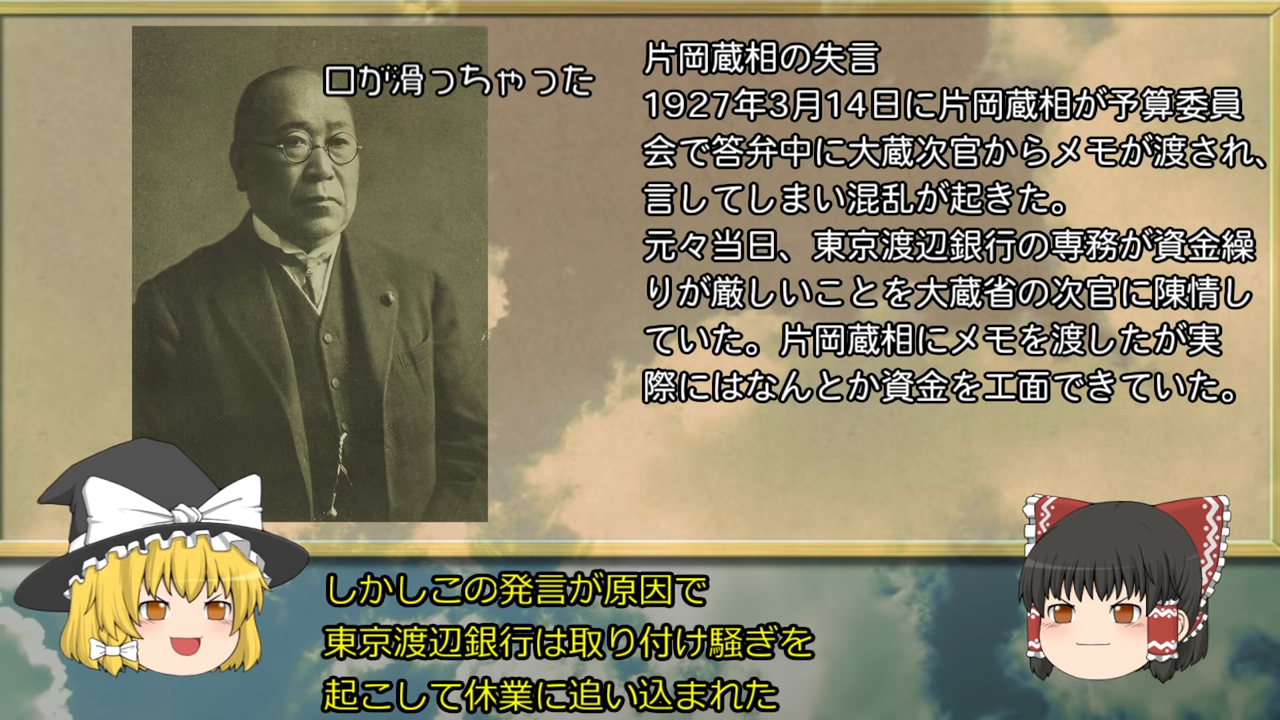 口が滑っちゃった
片岡蔵相の失言
1927年3月14日に片岡蔵相が予算委員
会で答弁中に大蔵次官からメモが渡され、
言してしまい混乱が起きた。
元々当日、東京渡辺銀行の専務が資金繰
りが厳しいことを大蔵省の次官に陳情し
ていた。片岡蔵相にメモを渡したが実
際にはなんとか資金を工面できていた。
しかしこの発言が原因で
東京渡辺銀行は取り付け騒ぎを
起こして休業に追い込まれた